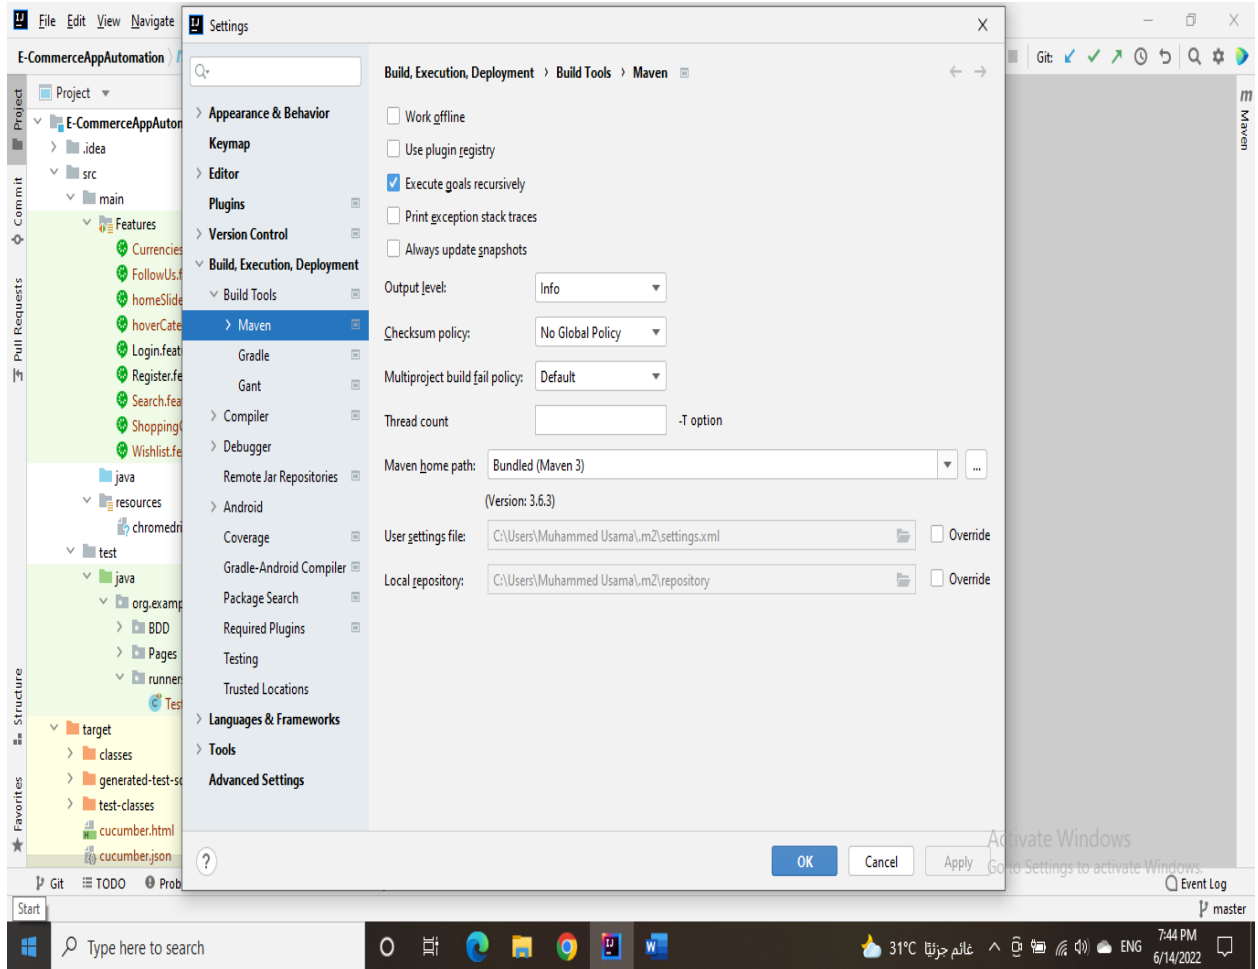 File Edit View Navigate
Settings
E-CommerceAppAutomation
Git:
Project
E-CommerceAppAuton
.idea
src
main
Features
Currencies
FollowUs.f
homeSlide
hoverCate
Login.feat
Register.fe
Search.fea
Shopping
Wishlist.fe
java
resources
chromedri
test
java
org.examp
BDD
Pages
runner
Tes
target
classes
generated-test-so
test-classes
cucumber.html
cucumber.json
Project
Commit
Pull Requests
Structure
Favorites
Appearance & Behavior
Keymap
Editor
Plugins
Version Control
Build, Execution, Deployment
Build Tools
Maven
Gradle
Gant
Compiler
Debugger
Remote Jar Repositories
Android
Coverage
Gradle-Android Compiler
Package Search
Required Plugins
Testing
Trusted Locations
Languages & Frameworks
Tools
Advanced Settings
Build, Execution, Deployment > Build Tools > Maven
Work offline
Use plugin registry
Execute goals recursively
Print exception stack traces
Always update snapshots
Output level: Info
Checksum policy: No Global Policy
Multiproject build fail policy: Default
Thread count -T option
Maven home path: Bundled (Maven 3) ...
(Version: 3.6.3)
User settings file: C:\Users\Muhammed Usama\.m2\settings.xml Override
Local repository: C:\Users\Muhammed Usama\.m2\repository Override
? OK Cancel Apply
m Maven
Activate Windows
Go to Settings to activate Windows.
Git TODO Prob Event Log
Start master
Type here to search
31°C غائم جزئيًا ENG 7:44 PM
6/14/2022